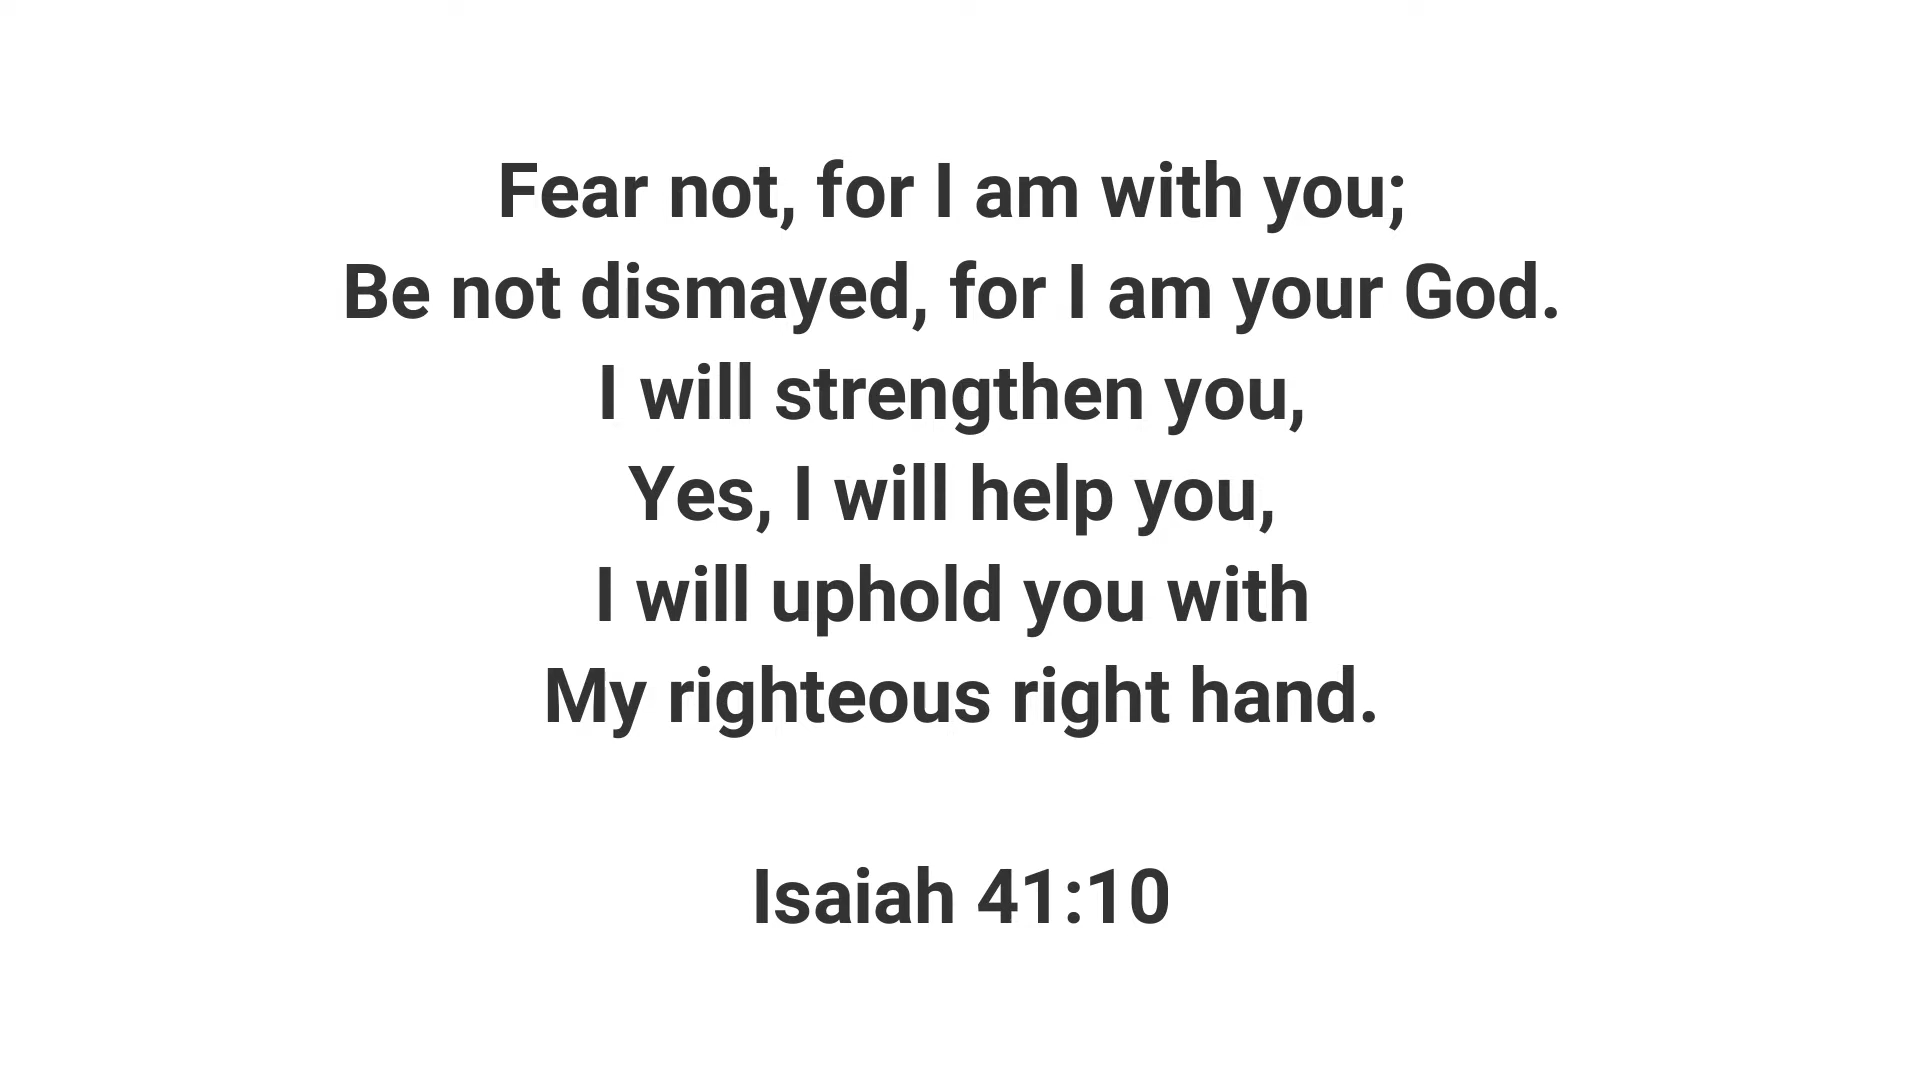 Fear not, for I am with you;
Be not dismayed, for I am your God.
I will strengthen you,
Yes, I will help you,
I will uphold you with
My righteous right hand.
Isaiah 41:10